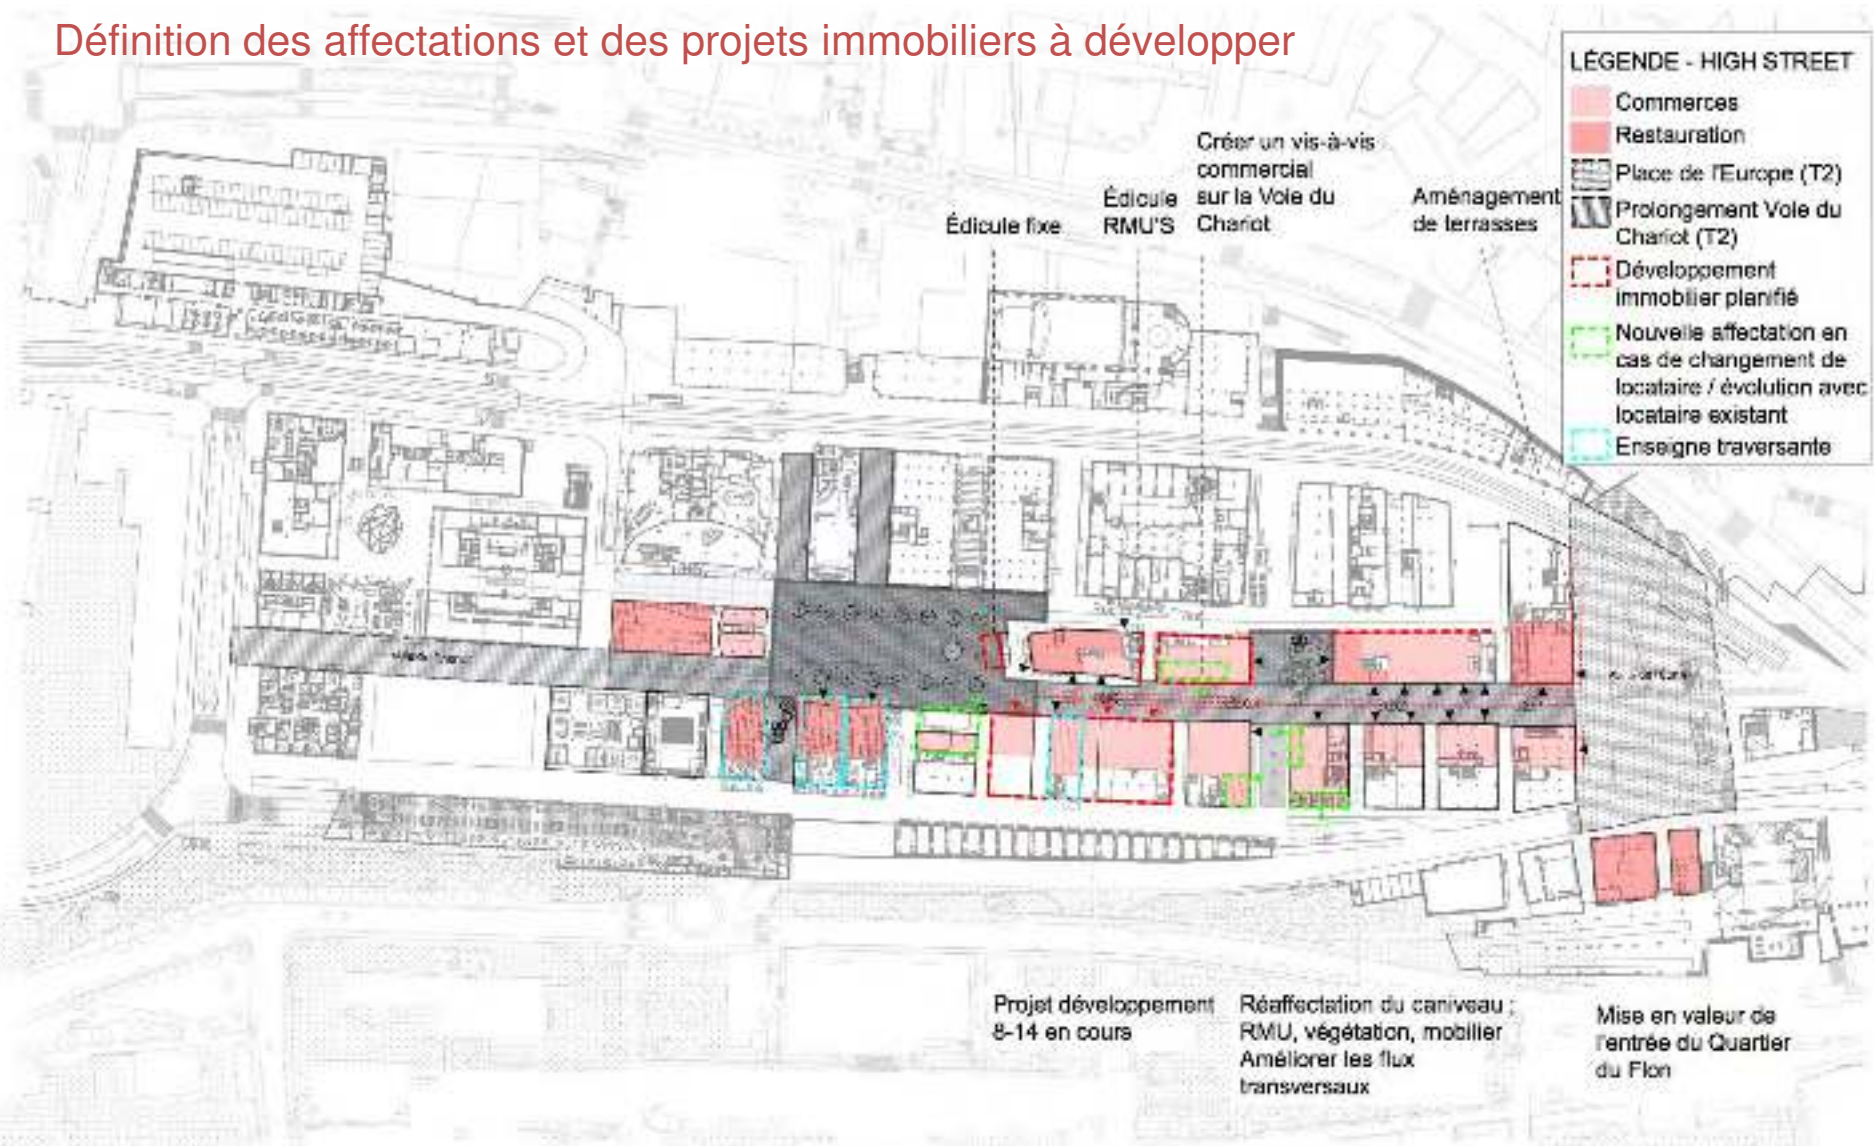 Définition des affectations et des projets immobiliers à développer
LÉGENDE - HIGH STREET
Commerces
Restauration
Place de l'Europe (T2)
Prolongement Voie du
Chariot (T2)
Développement
immobilier planifié
Nouvelle affectation en
cas de changement de
locataire / évolution avec
locataire existant
Enseigne traversante
Édicule fixe
Édicule
RMU'S
Créer un vis-à-vis
commercial
sur la Voie du
Chariot
Aménagement
de terrasses
Projet développement
8-14 en cours
Réaffectation du caniveau :
RMU, végétation, mobilier
Améliorer les flux
transversaux
Mise en valeur de
l'entrée du Quartier
du Flon